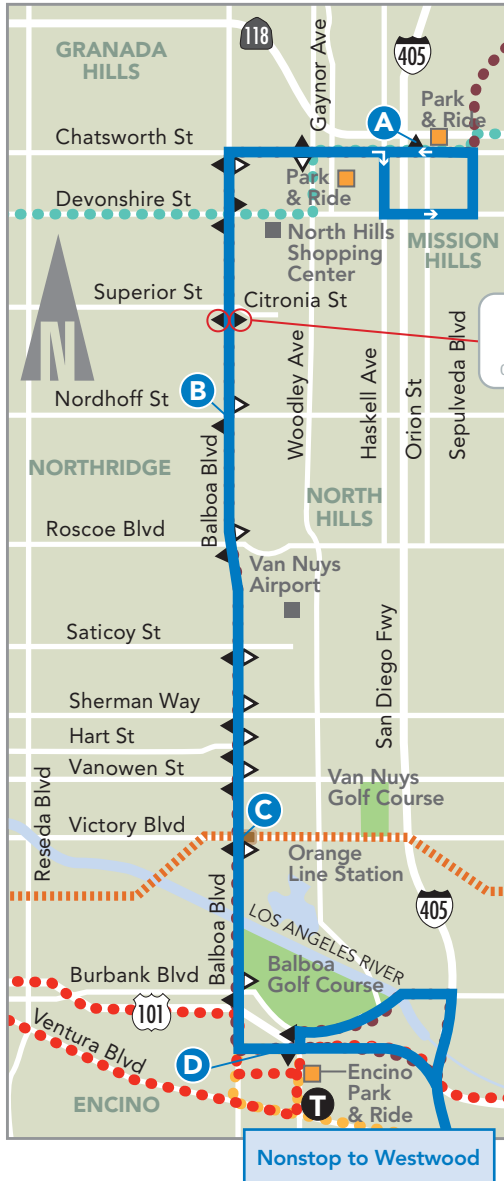 GRANADA
HILLS
118
Gaynor Ave
405
Park
& Ride
A
Chatsworth St
Park
& Ride
Devonshire St
North Hills
Shopping
Center
MISSION
HILLS
N
Superior St
Citronia St
Woodley Ave
Haskell Ave
Orion St
Sepulveda Blvd
B
Nordhoff St
NORTHRIDGE
Balboa Blvd
NORTH
HILLS
Roscoe Blvd
Van Nuys
Airport
Saticoy St
San Diego Fwy
Sherman Way
Hart St
Vanowen St
Van Nuys
Golf Course
Reseda Blvd
C
Victory Blvd
Orange
Line Station
Balboa Blvd
405
LOS ANGELES RIVER
Burbank Blvd
Balboa
Golf Course
101
Ventura Blvd
D
ENCINO
T
Encino
Park
& Ride
Nonstop to Westwood